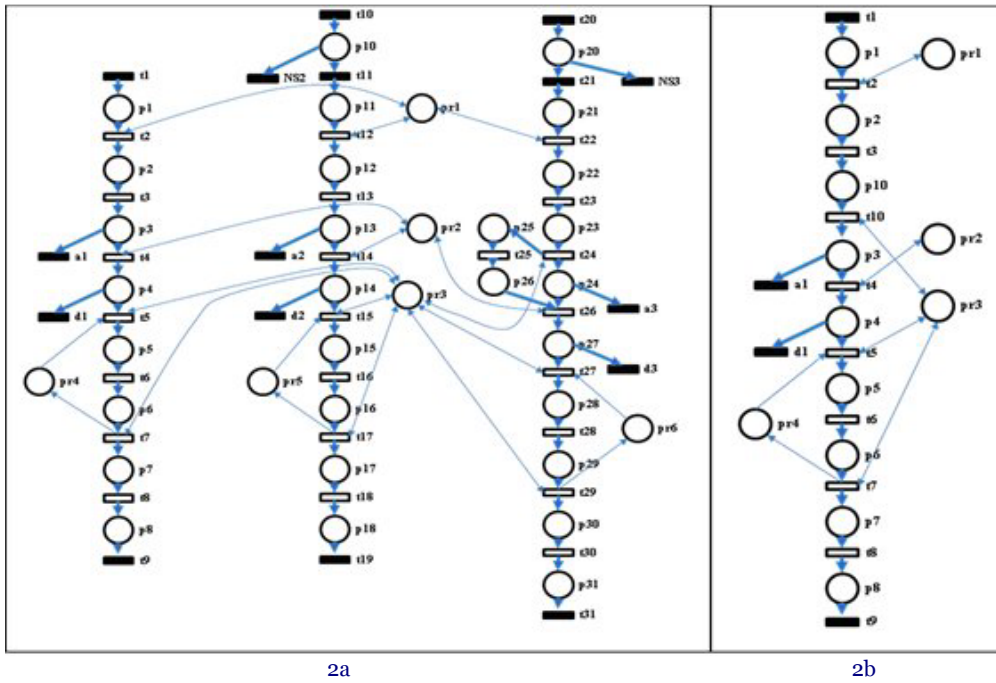 t1
p1
t2
p2
t3
p3
a1
t4
p4
d1
t5
p5
pr4
t6
p6
t7
p7
t8
p8
t9
t10
p10
NS2
t11
p11
pr1
t12
p12
t13
p13
pr2
a2
t14
p14
pr3
d2
t15
p15
pr5
t16
p16
t17
p17
t18
p18
t19
t20
p20
t21
NS3
p21
t22
p22
t23
p25
p23
t25
t24
p26
p24
a3
t26
p27
d3
t27
p28
pr6
t28
p29
t29
p30
t30
p31
t31
2a
t1
p1
pr1
t2
p2
t3
p10
t10
p3
pr2
a1
t4
p4
pr3
d1
t5
p5
pr4
t6
p6
t7
p7
t8
p8
t9
2b